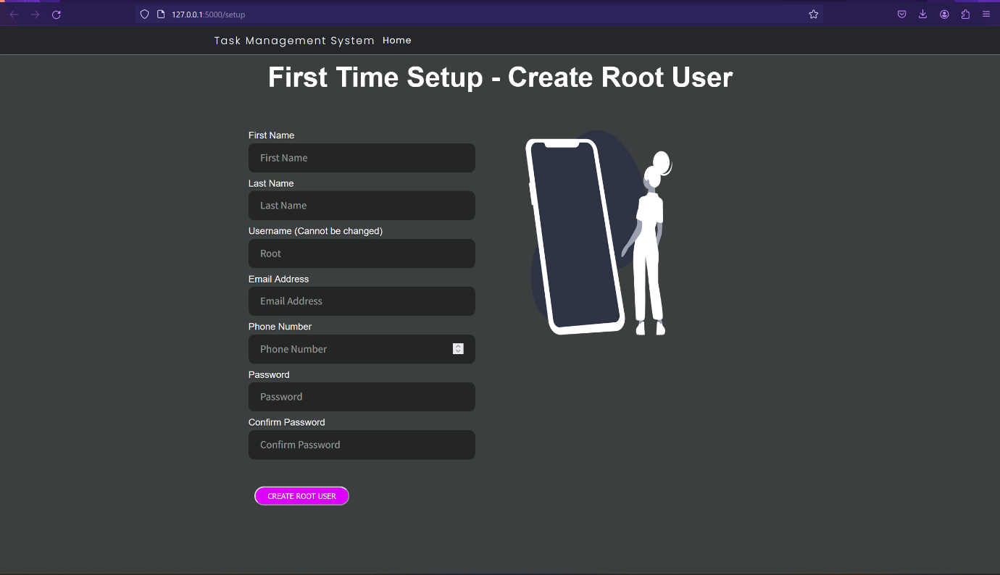 127.0.0.1:5000/setup
Task Management System Home
First Time Setup - Create Root User
First Name
First Name
Last Name
Last Name
Username (Cannot be changed)
Root
Email Address
Email Address
Phone Number
Phone Number
Password
Password
Confirm Password
Confirm Password
CREATE ROOT USER